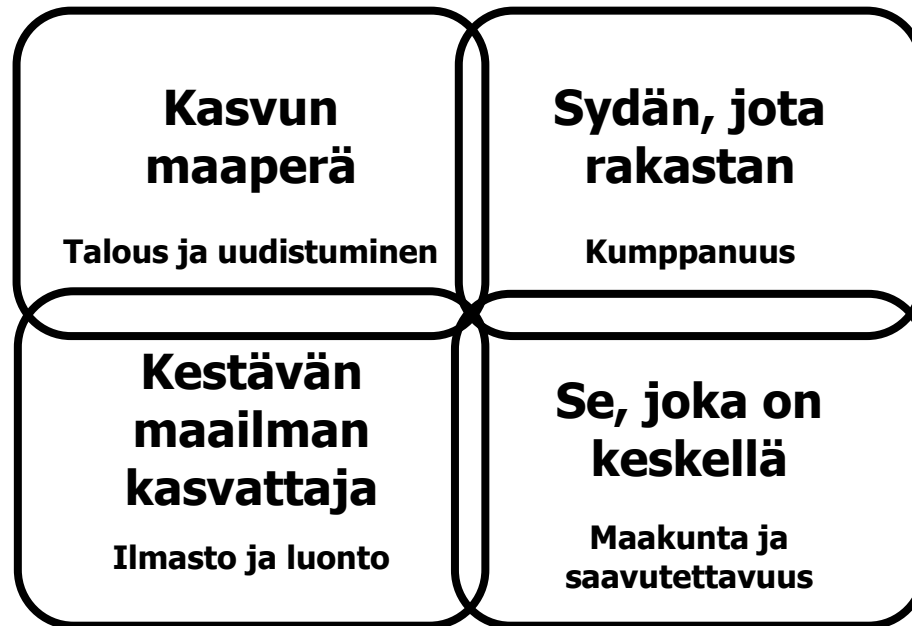 Kasvun
maaperä
Talous ja uudistuminen
Sydän, jota
rakastan
Kumppanuus
Kestävän
maailman
kasvattaja
Ilmasto ja luonto
Se, joka on
keskellä
Maakunta ja
saavutettavuus